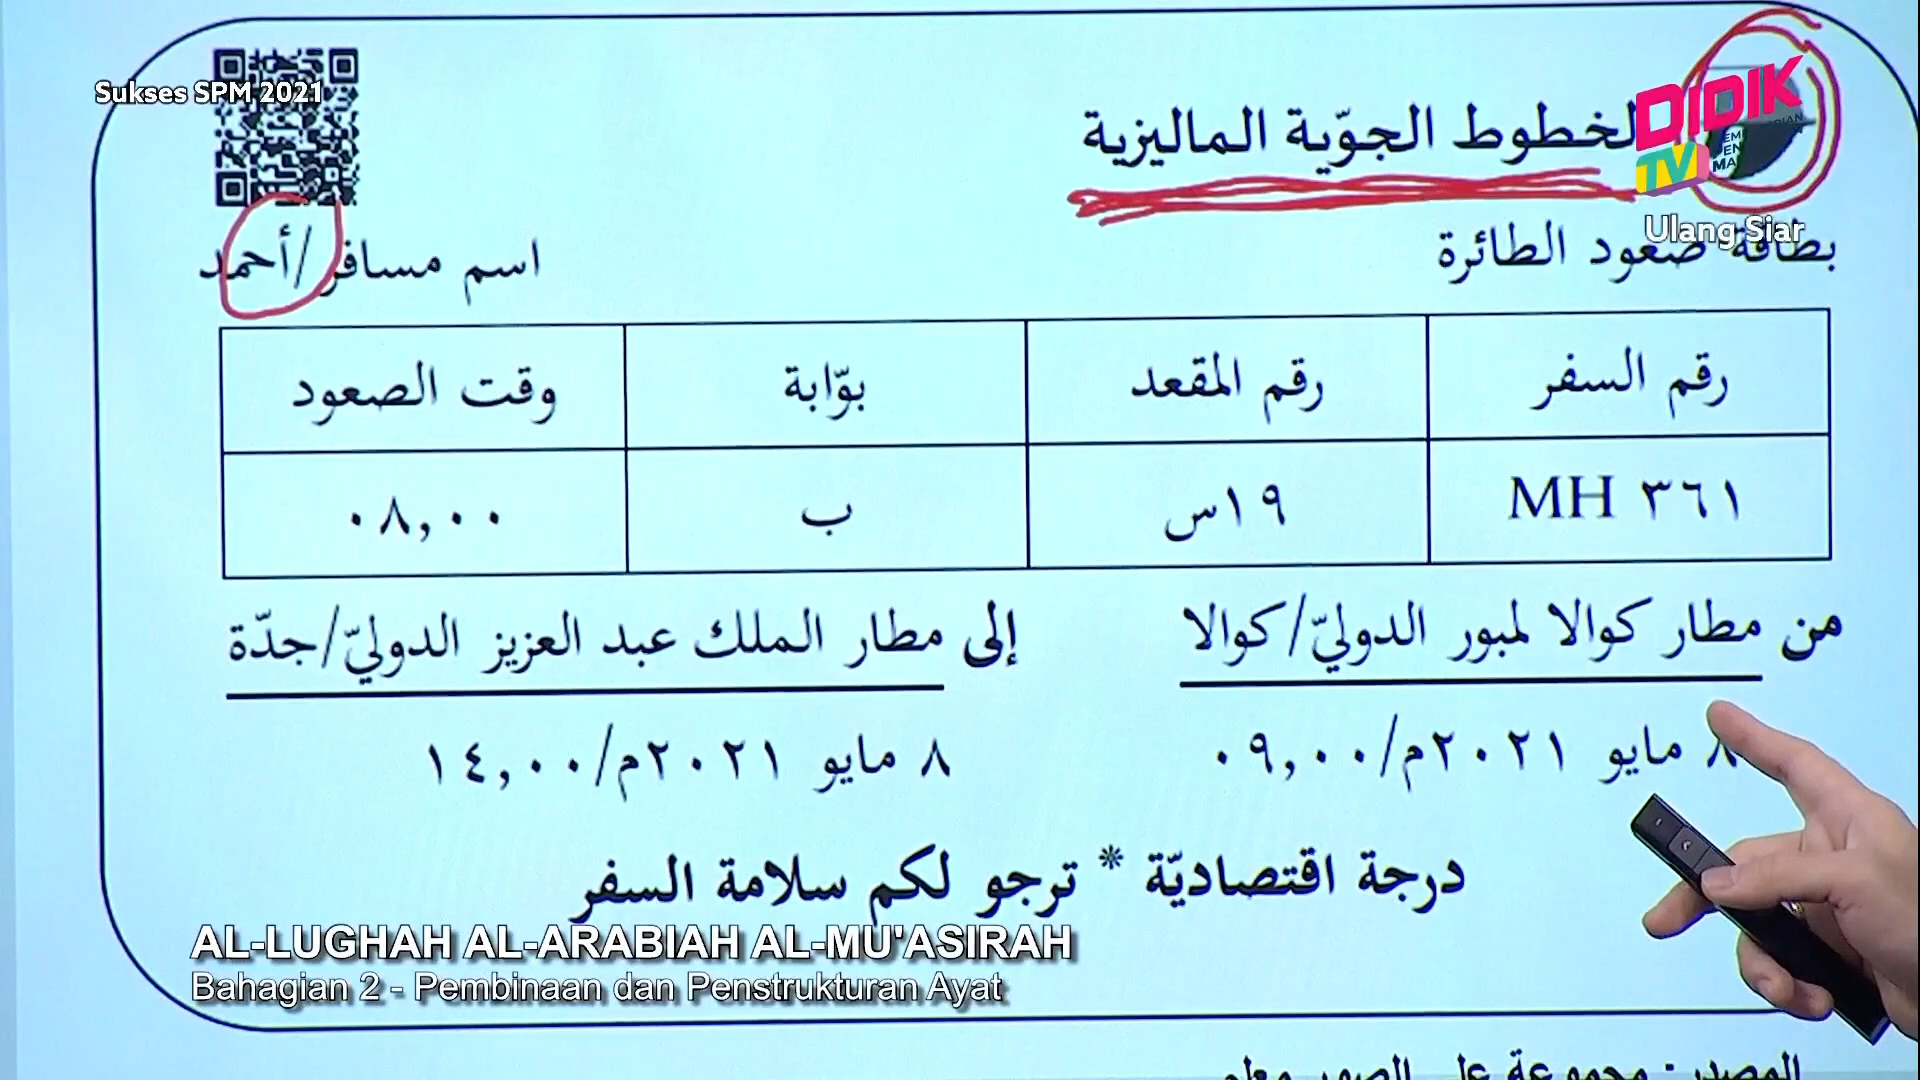 Sukses SPM 2021
DIDIK
TV
Ulang Siar
الخطوط الجوّية الماليزية
بطاقة صعود الطائرة
اسم مسافر/أحمد
رقم السفر رقم المقعد بوّابة وقت الصعود
MH ٣٦١ ١٩س ب ٠٨,٠٠
من مطار كوالا لمبور الدوليّ/كوالا إلى مطار الملك عبد العزيز الدوليّ/جدّة
٨ مايو ٢٠٢١م/٠٩,٠٠ ٨ مايو ٢٠٢١م/١٤,٠٠
درجة اقتصاديّة * ترجو لكم سلامة السفر
AL-LUGHAH AL-ARABIAH AL-MU'ASIRAH
Bahagian 2 - Pembinaan dan Penstrukturan Ayat
المصدر: مجموعة